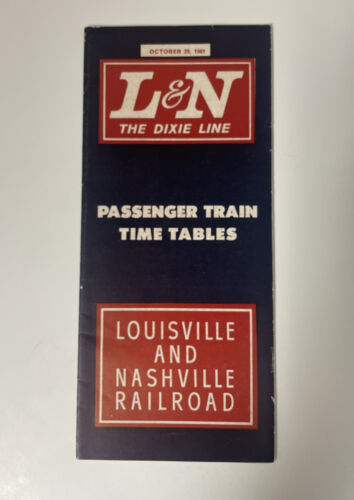 OCTOBER 29, 1961
L&N
THE DIXIE LINE
PASSENGER TRAIN
TIME TABLES
LOUISVILLE
AND
NASHVILLE
RAILROAD